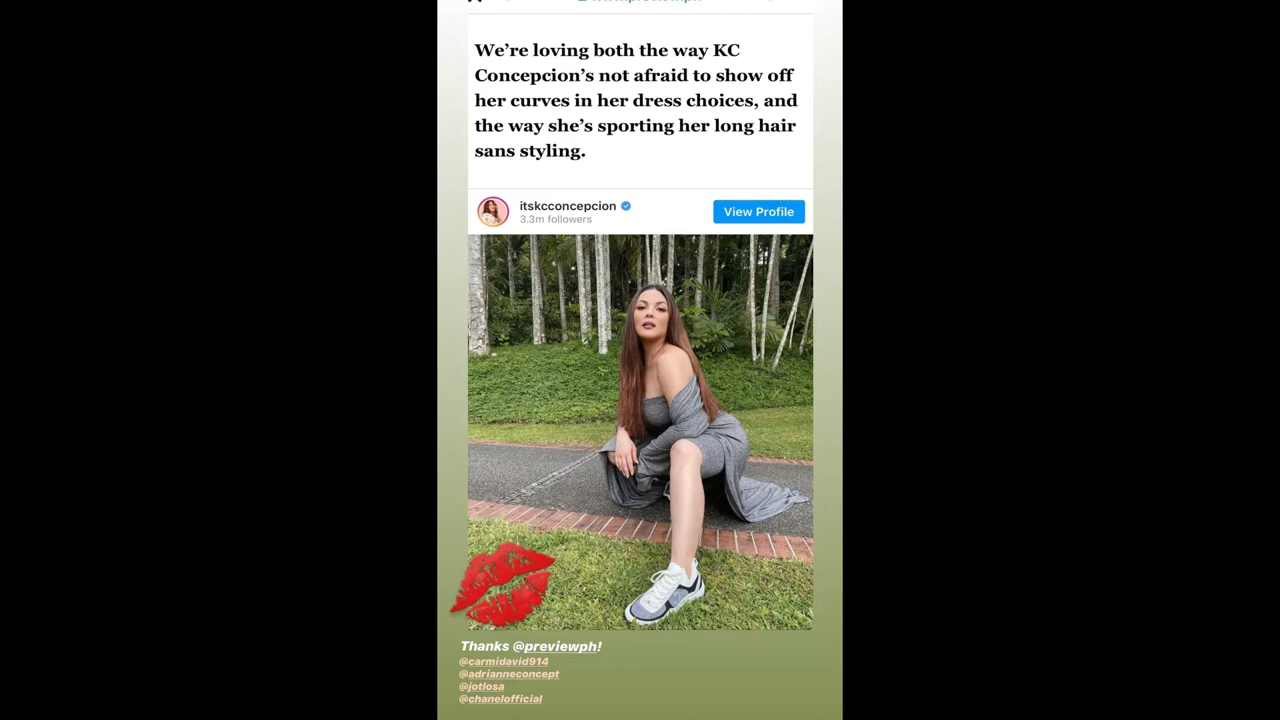 We’re loving both the way KC
Concepcion’s not afraid to show off
her curves in her dress choices, and
the way she’s sporting her long hair
sans styling.
itskcconcepcion
3.3m followers
View Profile
Thanks @previewph!
@carmidavid914
@adrianneconcept
@jotlosa
@chanelofficial